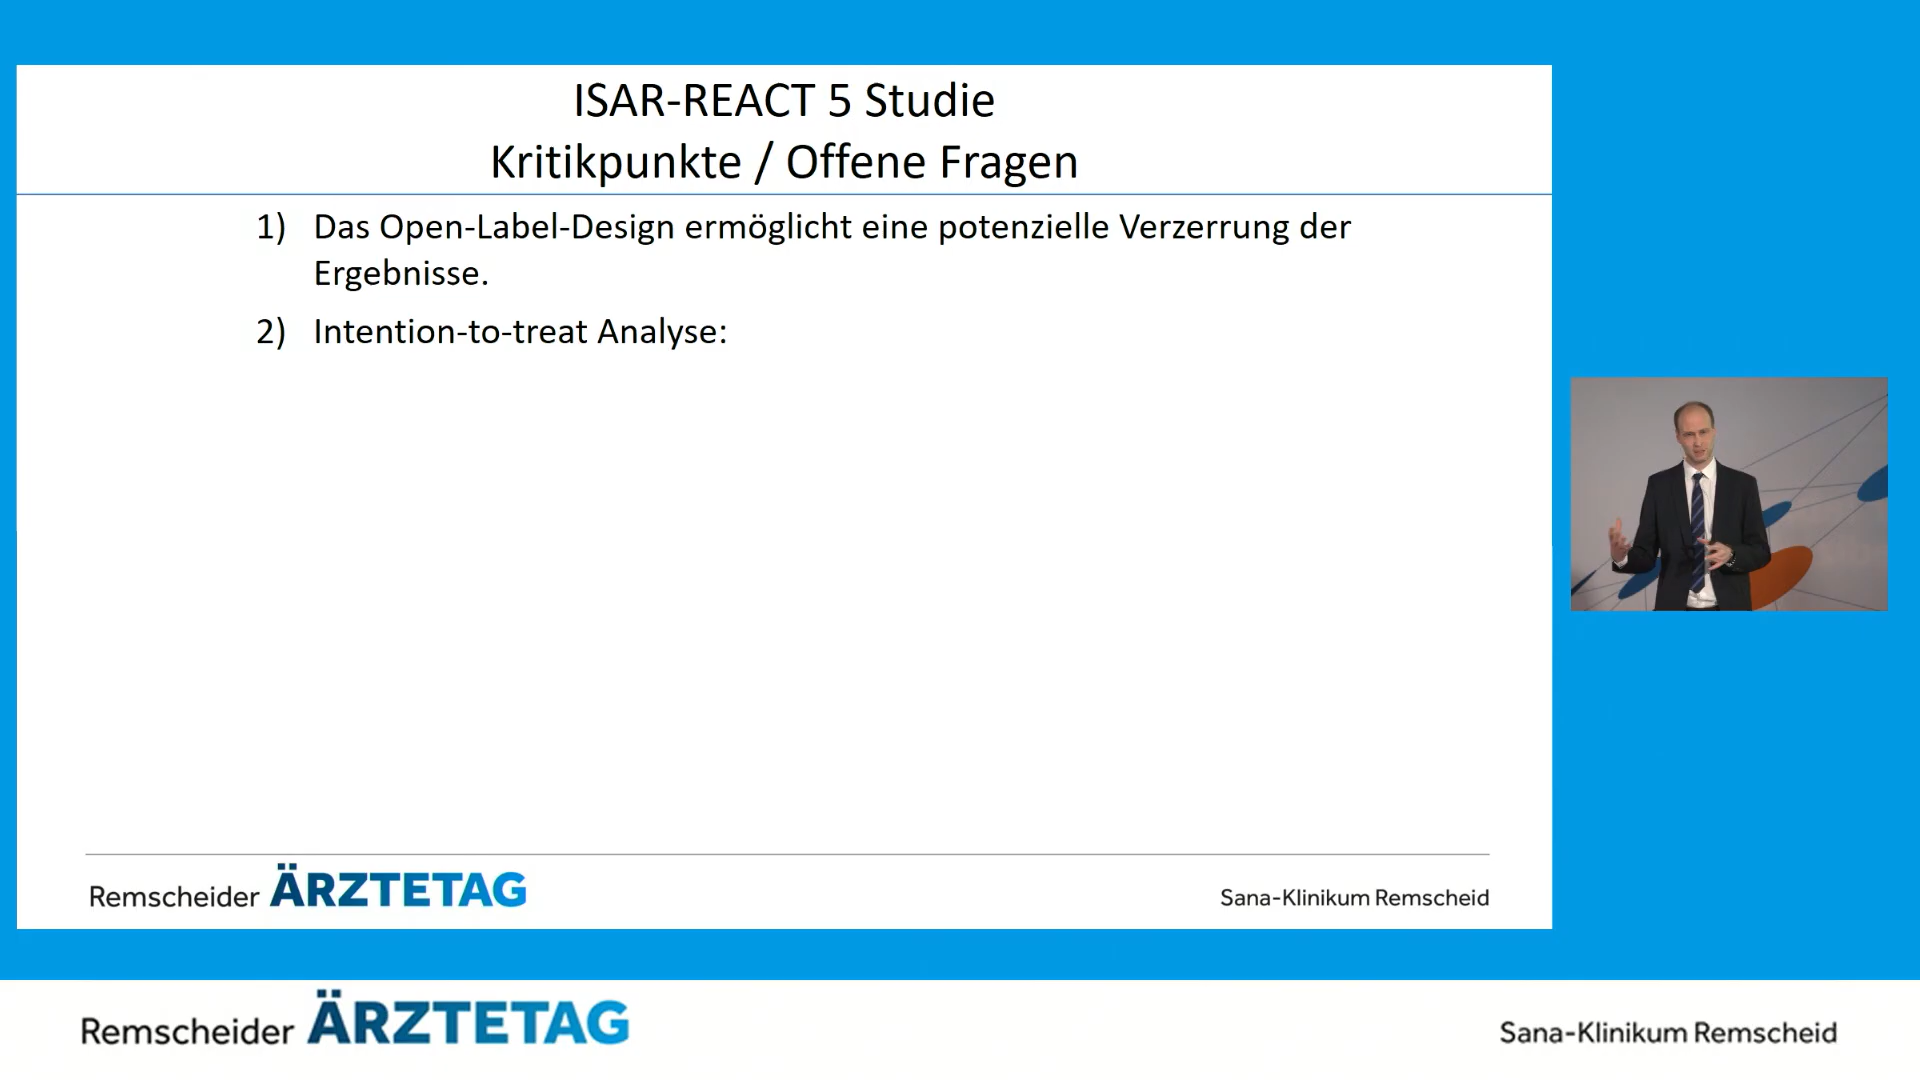 ISAR-REACT 5 Studie
Kritikpunkte / Offene Fragen
1) Das Open-Label-Design ermöglicht eine potenzielle Verzerrung der
Ergebnisse.
2) Intention-to-treat Analyse:
Remscheider ÄRZTETAG
Sana-Klinikum Remscheid
Remscheider ÄRZTETAG
Sana-Klinikum Remscheid